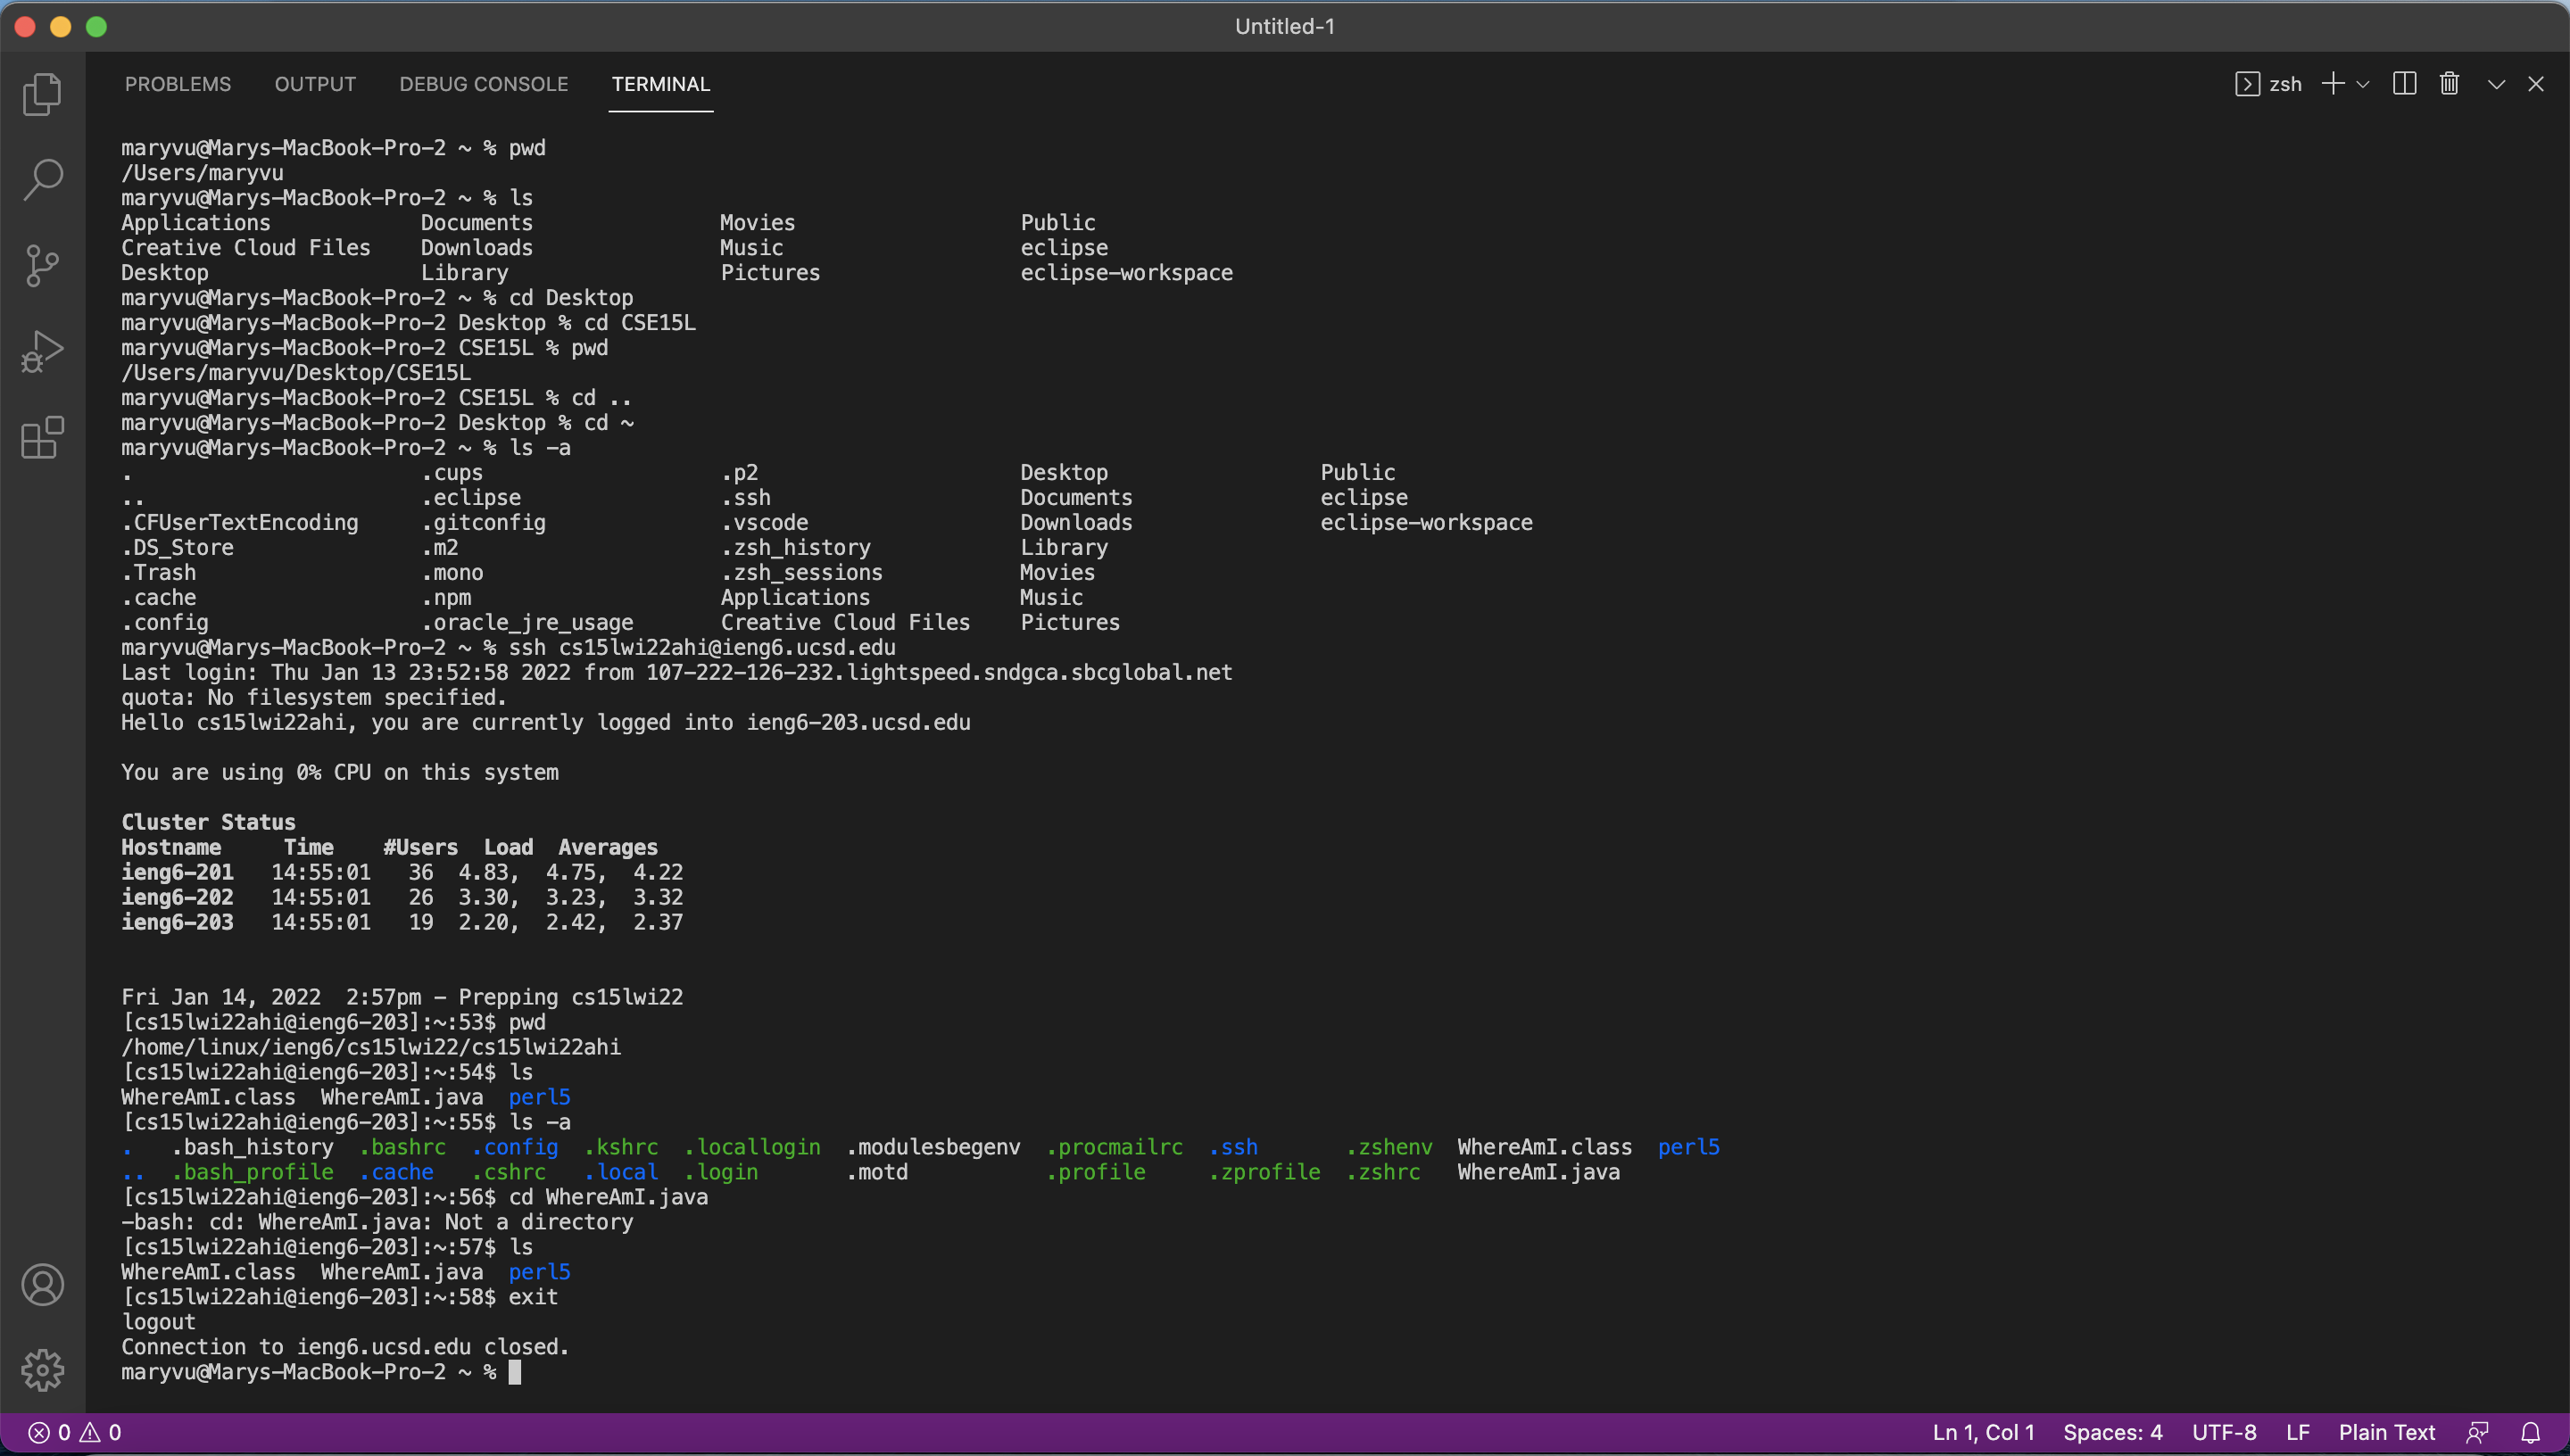 Untitled-1
PROBLEMS OUTPUT DEBUG CONSOLE TERMINAL zsh
maryvu@Marys-MacBook-Pro-2 ~ % pwd
/Users/maryvu
maryvu@Marys-MacBook-Pro-2 ~ % ls
Applications Documents Movies Public
Creative Cloud Files Downloads Music eclipse
Desktop Library Pictures eclipse-workspace
maryvu@Marys-MacBook-Pro-2 ~ % cd Desktop
maryvu@Marys-MacBook-Pro-2 Desktop % cd CSE15L
maryvu@Marys-MacBook-Pro-2 CSE15L % pwd
/Users/maryvu/Desktop/CSE15L
maryvu@Marys-MacBook-Pro-2 CSE15L % cd ..
maryvu@Marys-MacBook-Pro-2 Desktop % cd ~
maryvu@Marys-MacBook-Pro-2 ~ % ls -a
. .cups .p2 Desktop Public
.. .eclipse .ssh Documents eclipse
.CFUserTextEncoding .gitconfig .vscode Downloads eclipse-workspace
.DS_Store .m2 .zsh_history Library
.Trash .mono .zsh_sessions Movies
.cache .npm Applications Music
.config .oracle_jre_usage Creative Cloud Files Pictures
maryvu@Marys-MacBook-Pro-2 ~ % ssh cs15lwi22ahi@ieng6.ucsd.edu
Last login: Thu Jan 13 23:52:58 2022 from 107-222-126-232.lightspeed.sndgca.sbcglobal.net
quota: No filesystem specified.
Hello cs15lwi22ahi, you are currently logged into ieng6-203.ucsd.edu
You are using 0% CPU on this system
Cluster Status
Hostname Time #Users Load Averages
ieng6-201 14:55:01 36 4.83, 4.75, 4.22
ieng6-202 14:55:01 26 3.30, 3.23, 3.32
ieng6-203 14:55:01 19 2.20, 2.42, 2.37
Fri Jan 14, 2022 2:57pm - Prepping cs15lwi22
[cs15lwi22ahi@ieng6-203]:~:53$ pwd
/home/linux/ieng6/cs15lwi22/cs15lwi22ahi
[cs15lwi22ahi@ieng6-203]:~:54$ ls
WhereAmI.class WhereAmI.java perl5
[cs15lwi22ahi@ieng6-203]:~:55$ ls -a
. .bash_history .bashrc .config .kshrc .locallogin .modulesbegenv .procmailrc .ssh .zshenv WhereAmI.class perl5
.. .bash_profile .cache .cshrc .local .login .motd .profile .zprofile .zshrc WhereAmI.java
[cs15lwi22ahi@ieng6-203]:~:56$ cd WhereAmI.java
-bash: cd: WhereAmI.java: Not a directory
[cs15lwi22ahi@ieng6-203]:~:57$ ls
WhereAmI.class WhereAmI.java perl5
[cs15lwi22ahi@ieng6-203]:~:58$ exit
logout
Connection to ieng6.ucsd.edu closed.
maryvu@Marys-MacBook-Pro-2 ~ %
0 0 Ln 1, Col 1 Spaces: 4 UTF-8 LF Plain Text